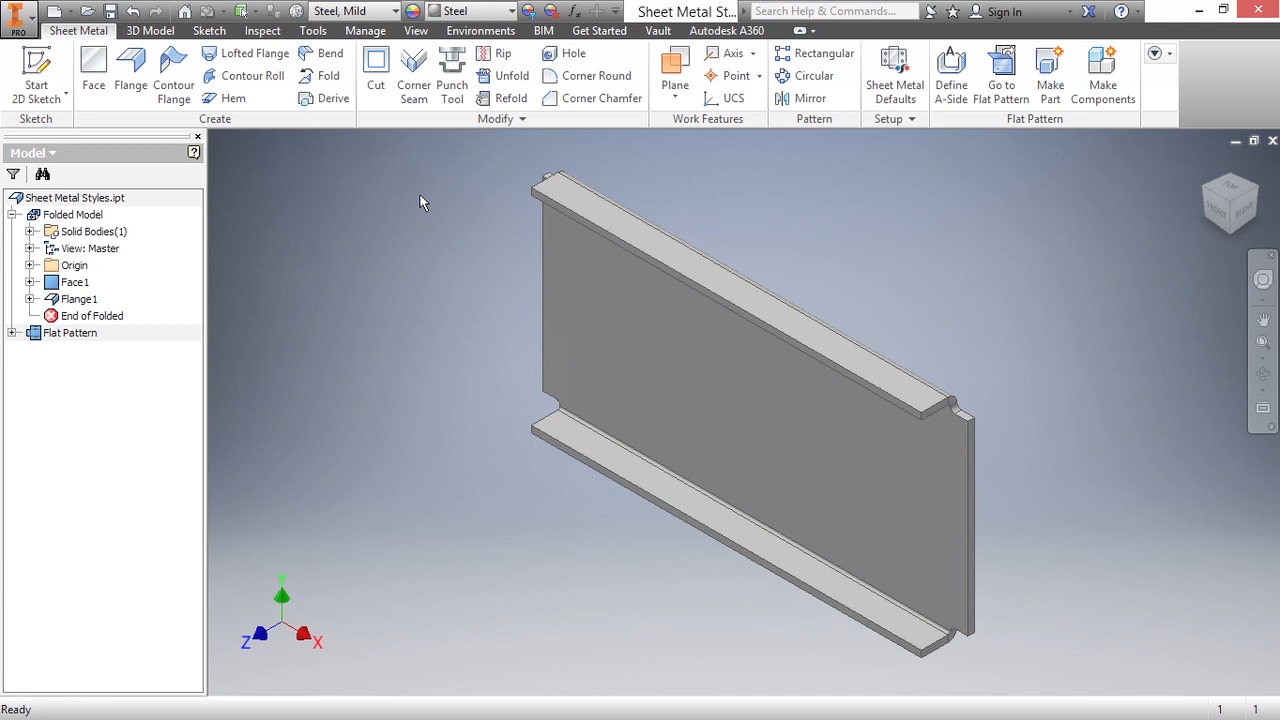 Steel, Mild
Steel
Sheet Metal St...
Search Help & Commands...
Sign In
PRO
Sheet Metal
3D Model
Sketch
Inspect
Tools
Manage
View
Environments
BIM
Get Started
Vault
Autodesk A360
Start
2D Sketch
Face
Flange
Contour
Flange
Lofted Flange
Contour Roll
Hem
Bend
Fold
Derive
Cut
Corner
Seam
Punch
Tool
Rip
Unfold
Refold
Hole
Corner Round
Corner Chamfer
Plane
Axis
Point
UCS
Rectangular
Circular
Mirror
Sheet Metal
Defaults
Define
A-Side
Go to
Flat Pattern
Make
Part
Make
Components
Sketch
Create
Modify
Work Features
Pattern
Setup
Flat Pattern
Model
Sheet Metal Styles.ipt
Folded Model
Solid Bodies(1)
View: Master
Origin
Face1
Flange1
End of Folded
Flat Pattern
TOP
FRONT
RIGHT
Y
Z
X
Ready
1
1